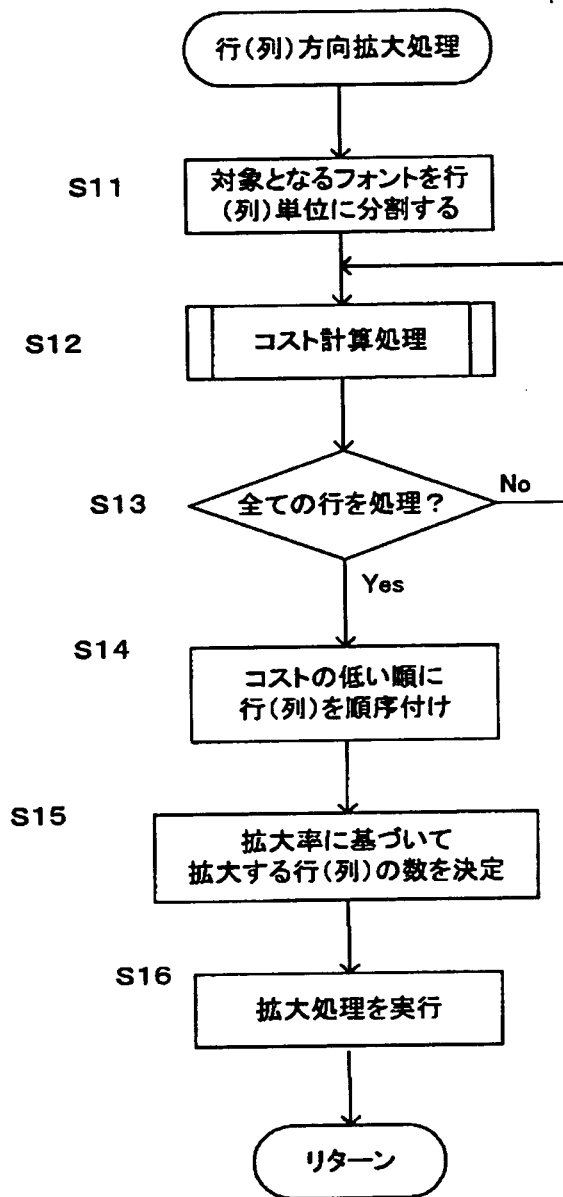 行(列)方向拡大処理
S11
対象となるフォントを行
(列)単位に分割する
S12
コスト計算処理
S13
全ての行を処理？
No
Yes
S14
コストの低い順に
行(列)を順序付け
S15
拡大率に基づいて
拡大する行(列)の数を決定
S16
拡大処理を実行
リターン